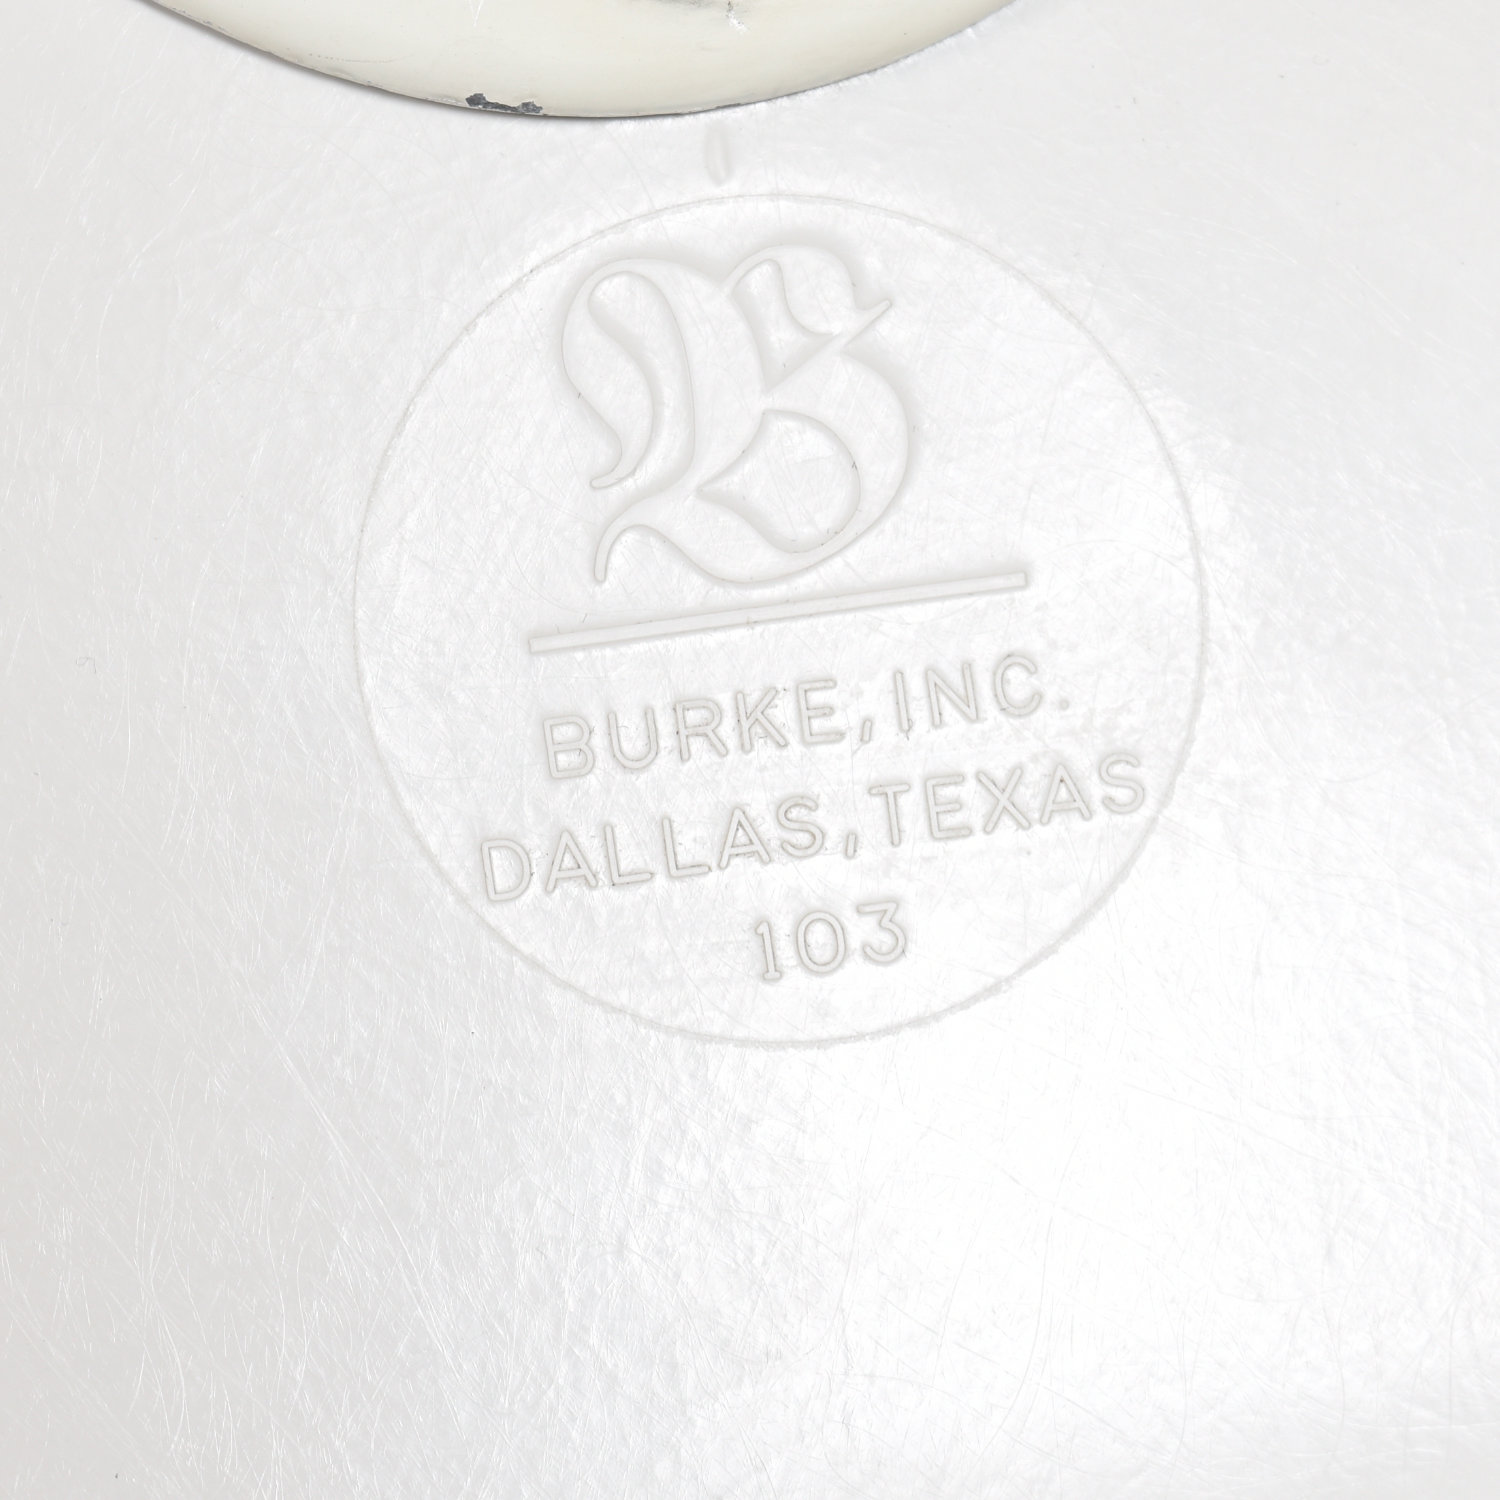 B
BURKE, INC.
DALLAS, TEXAS
103